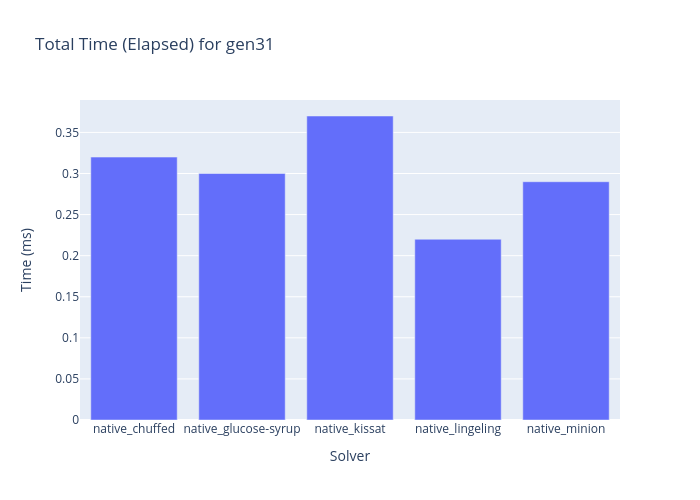 Total Time (Elapsed) for gen31
0.35
0.3
0.25
0.2
0.15
0.1
0.05
0
Time (ms)
native_chuffed native_glucose-syrup native_kissat native_lingeling native_minion
Solver